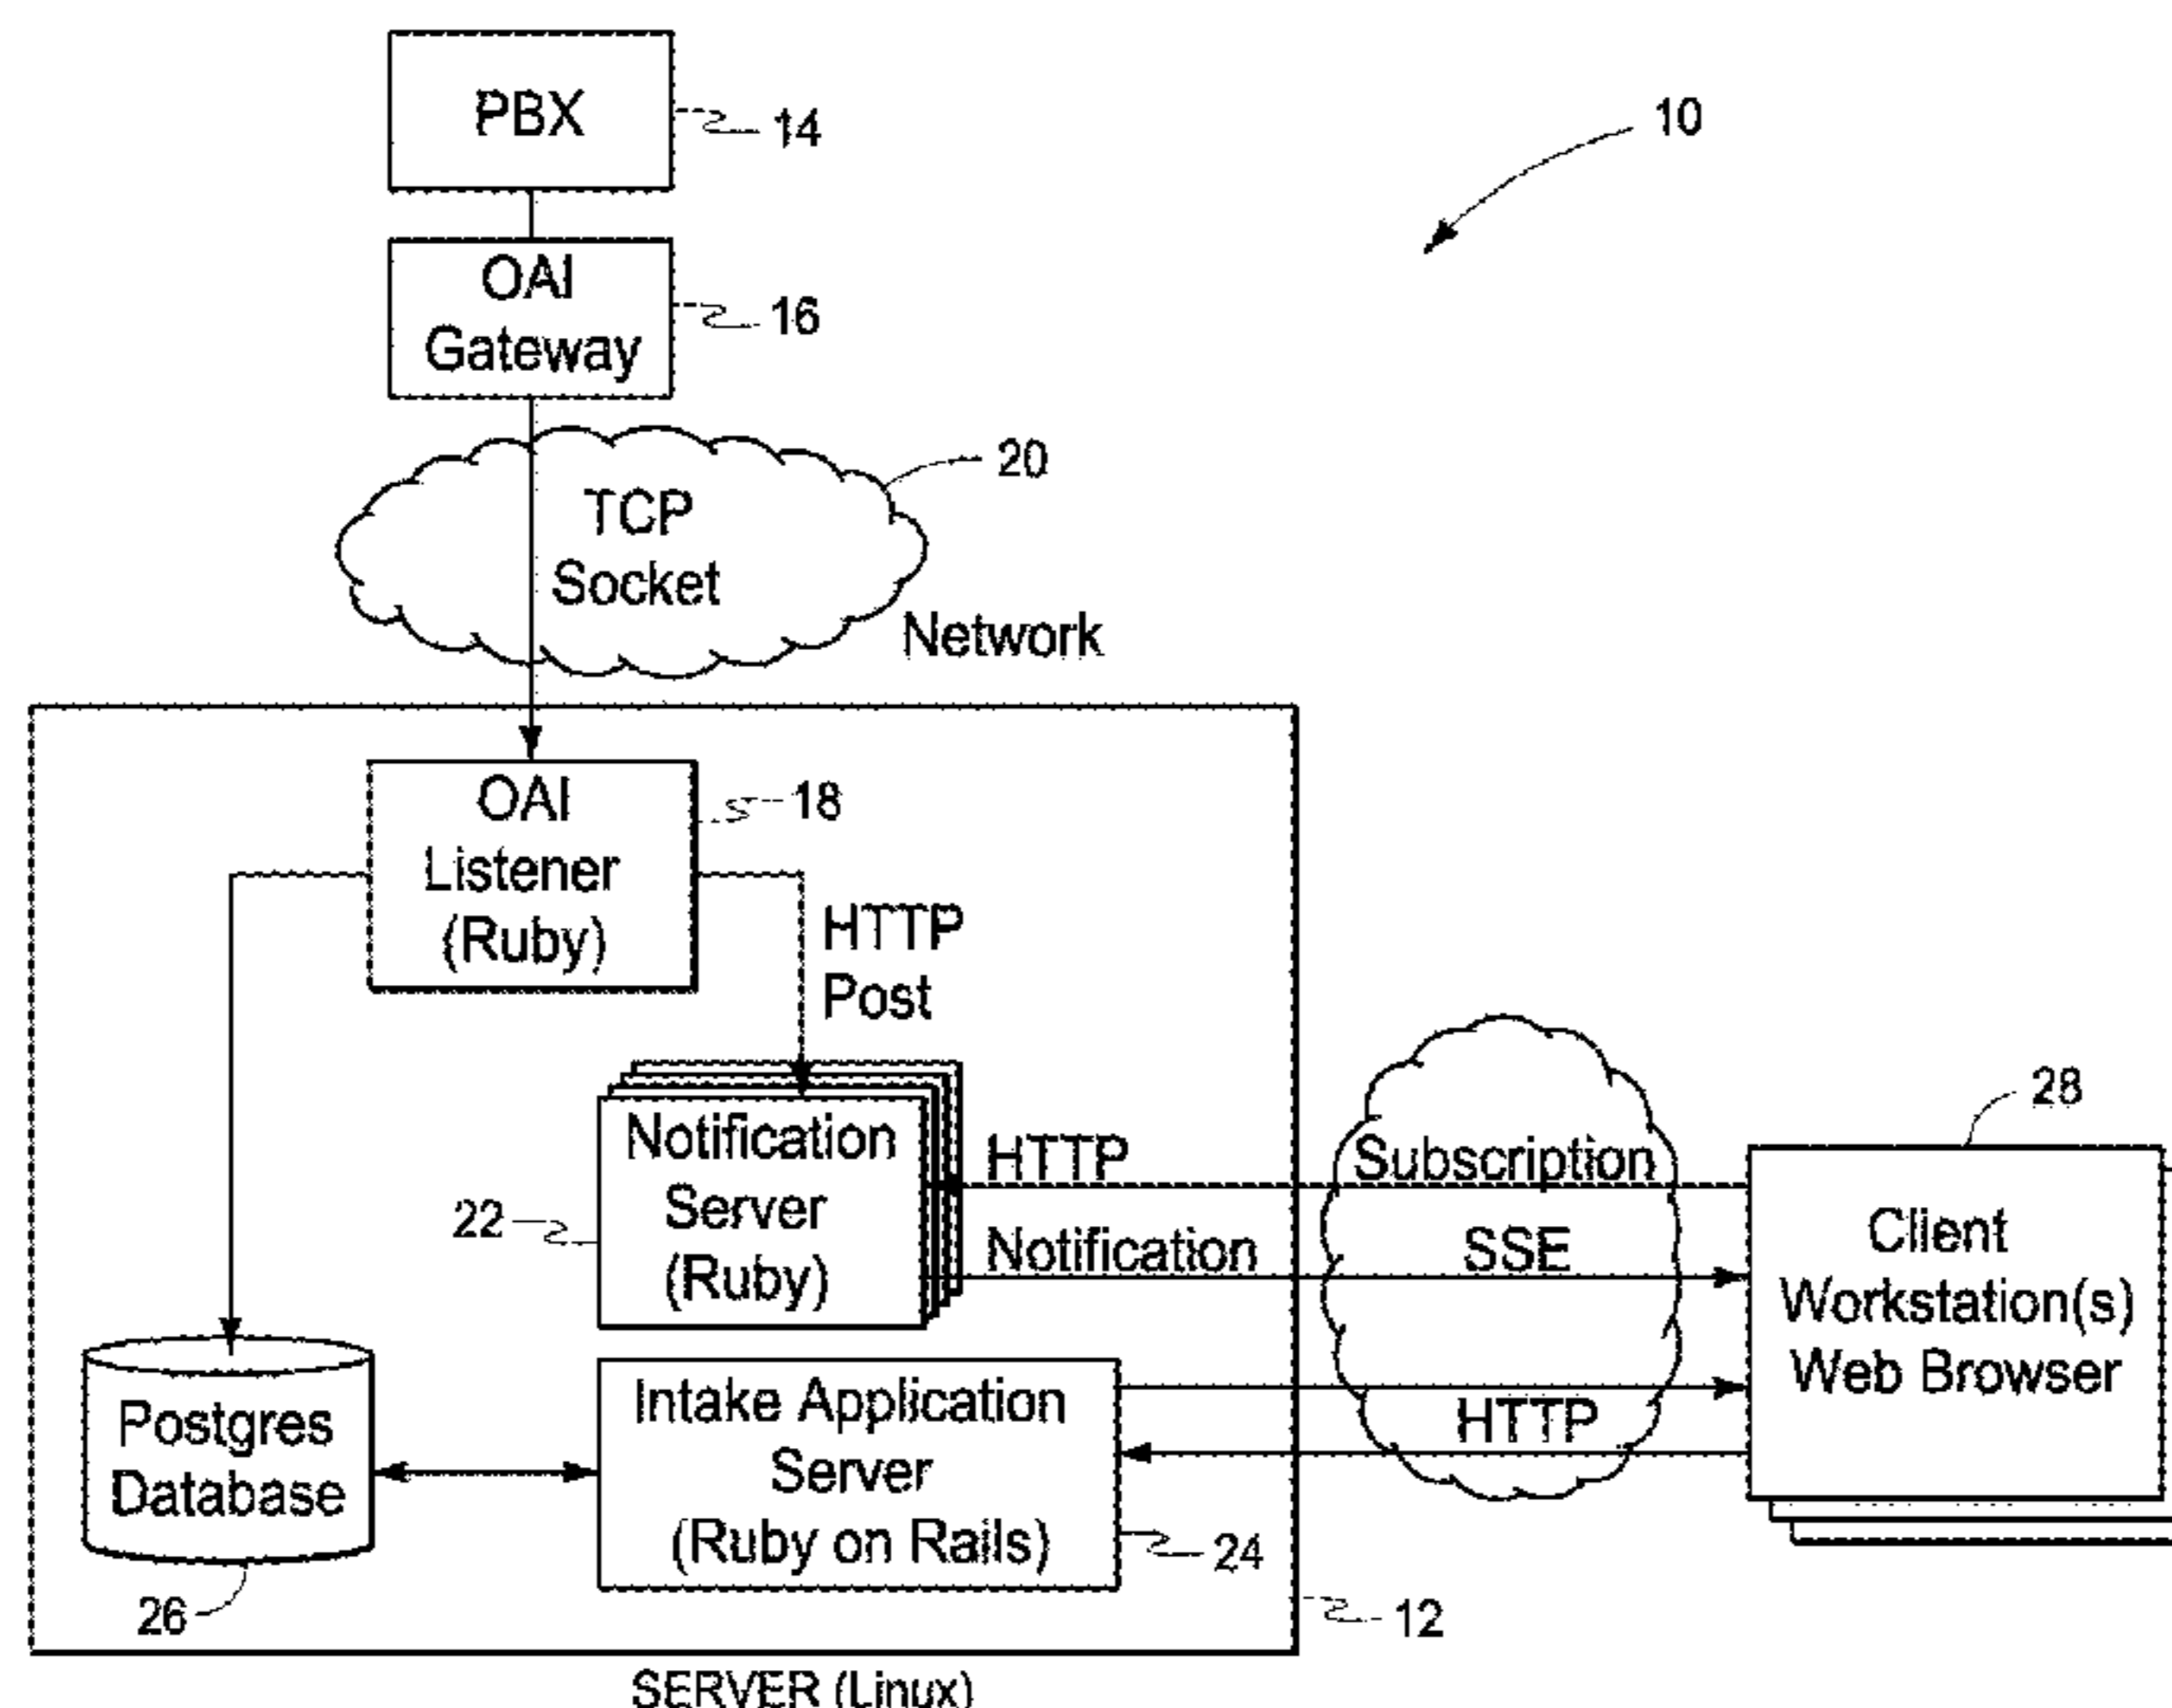 PBX
14
10
OAI
Gateway
16
TCP
Socket
20
Network
OAI
Listener
(Ruby)
18
HTTP
Post
Notification
Server
(Ruby)
22
HTTP
Subscription
Notification
SSE
28
Client
Workstation(s)
Web Browser
Postgres
Database
26
Intake Application
Server
(Ruby on Rails)
24
HTTP
12
SERVER (Linux)